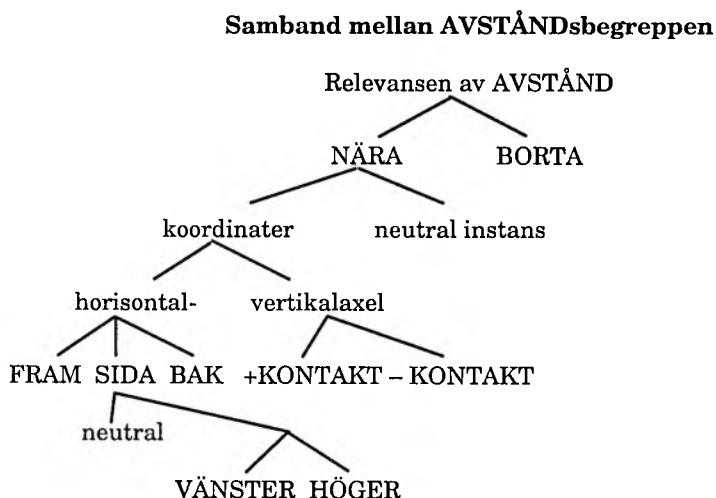 Samband mellan AVSTÅNDsbegreppen
Relevansen av AVSTÅND
NÄRA BORTA
koordinater neutral instans
horisontal- vertikalaxel
FRAM SIDA BAK +KONTAKT – KONTAKT
neutral
VÄNSTER HÖGER